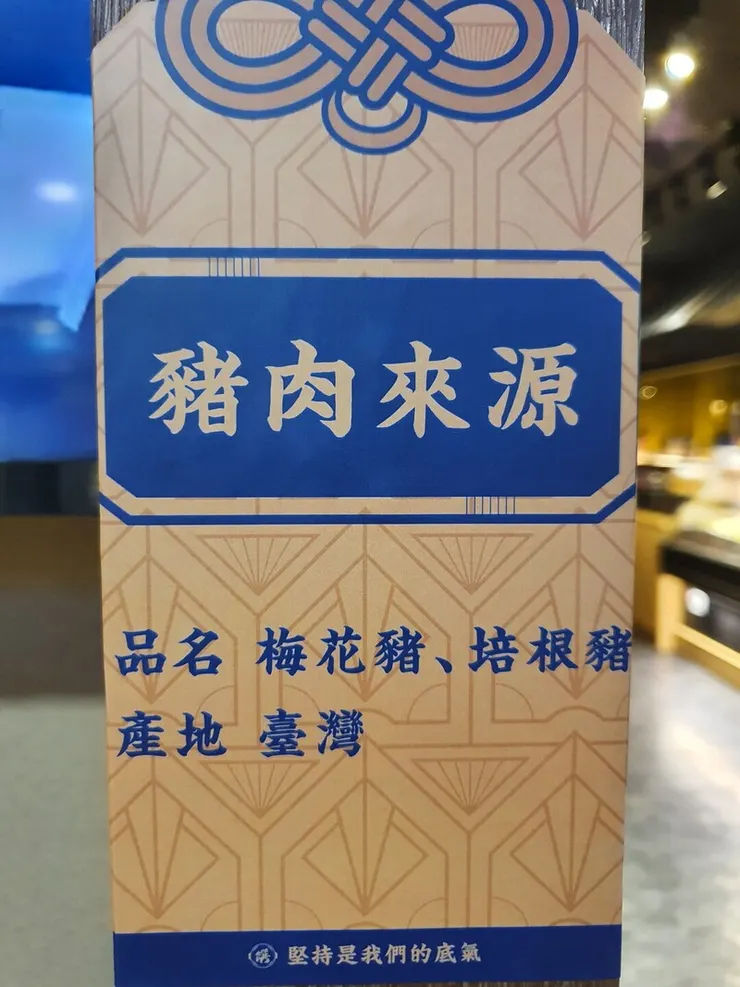 豬肉來源
品名 梅花豬、培根豬
產地 臺灣
堅持是我們的底氣